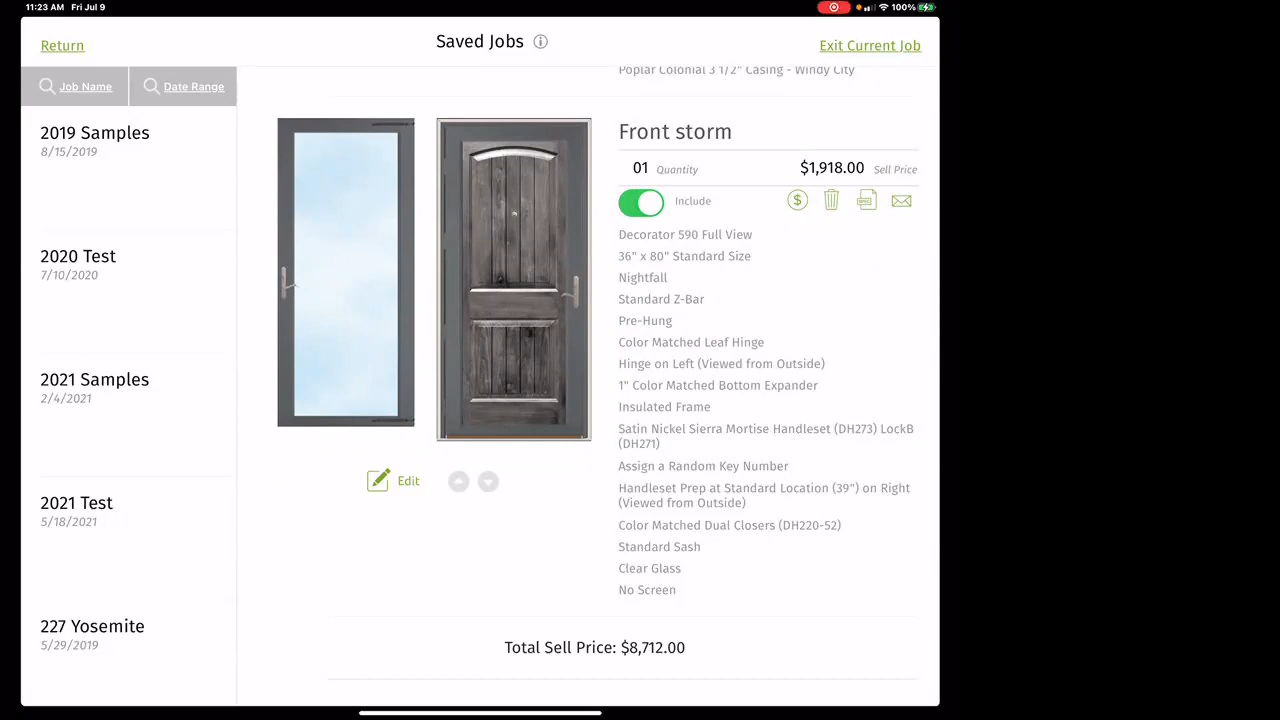 11:23 AM Fri Jul 9
100%
Return
Saved Jobs
Exit Current Job
Job Name
Date Range
2019 Samples
8/15/2019
2020 Test
7/10/2020
2021 Samples
2/4/2021
2021 Test
5/18/2021
227 Yosemite
5/29/2019
Poplar Colonial 3 1/2" Casing - Windy City
Front storm
01 Quantity $1,918.00 Sell Price
Include
Decorator 590 Full View
36" x 80" Standard Size
Nightfall
Standard Z-Bar
Pre-Hung
Color Matched Leaf Hinge
Hinge on Left (Viewed from Outside)
1" Color Matched Bottom Expander
Insulated Frame
Satin Nickel Sierra Mortise Handleset (DH273) LockB
(DH271)
Assign a Random Key Number
Handleset Prep at Standard Location (39") on Right
(Viewed from Outside)
Color Matched Dual Closers (DH220-52)
Standard Sash
Clear Glass
No Screen
Edit
Total Sell Price: $8,712.00